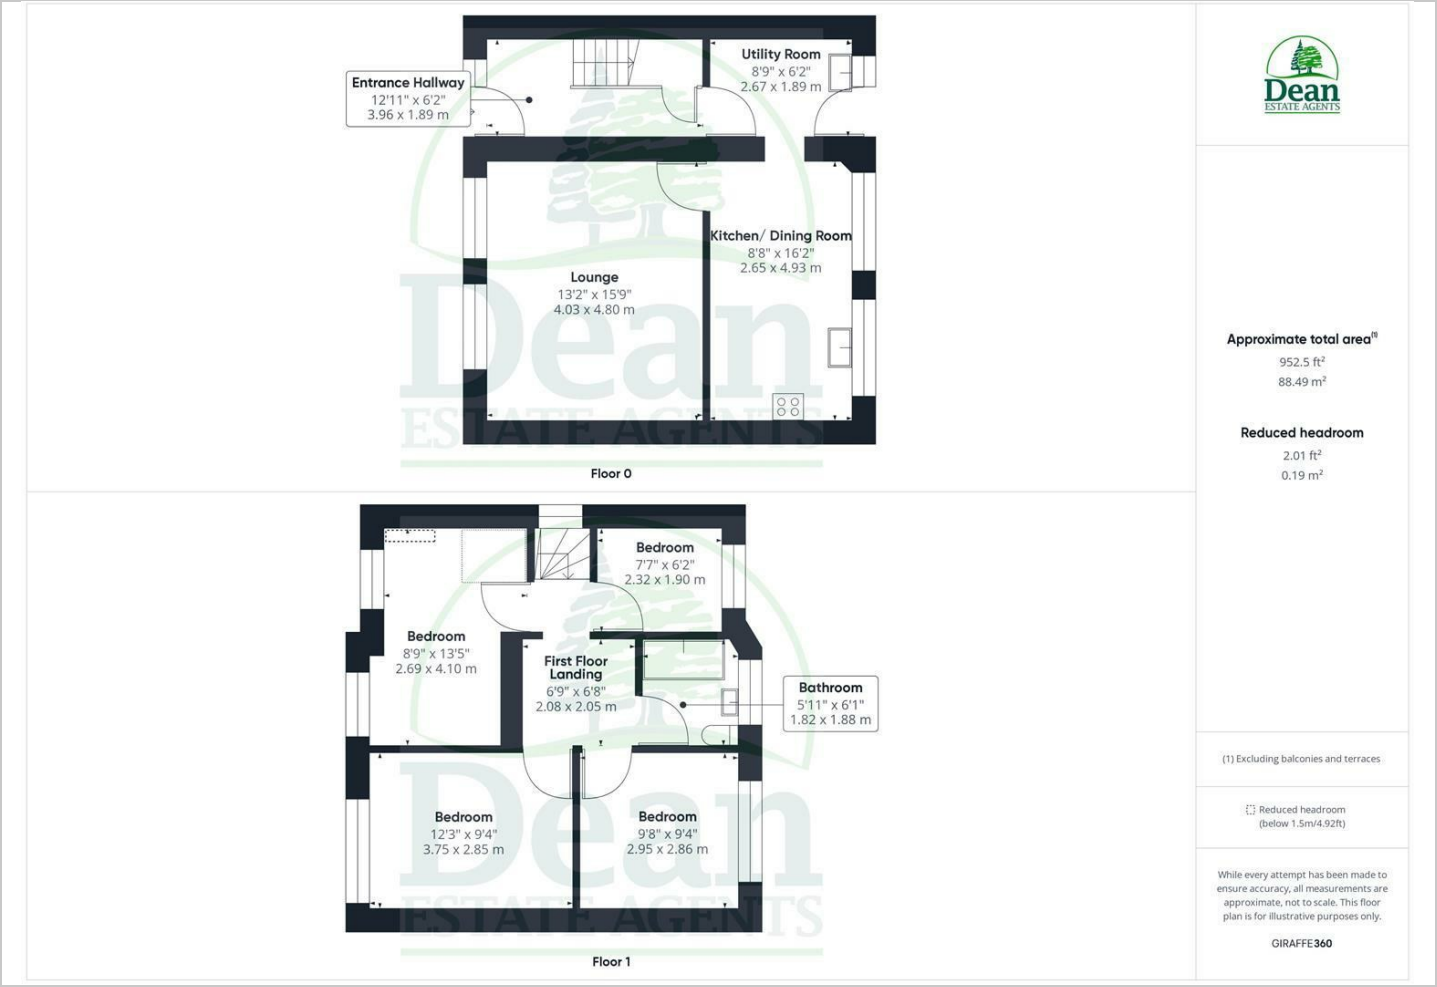 Utility Room
8'9" x 6'2"
2.67 x 1.89 m
Entrance Hallway
12'11" x 6'2"
3.96 x 1.89 m
Kitchen/ Dining Room
8'8" x 16'2"
2.65 x 4.93 m
Lounge
13'2" x 15'9"
4.03 x 4.80 m
Dean
ESTATE AGENTS
Floor 0
Bedroom
7'7" x 6'2"
2.32 x 1.90 m
Bedroom
8'9" x 13'5"
2.69 x 4.10 m
First Floor
Landing
6'9" x 6'8"
2.08 x 2.05 m
Bathroom
5'11" x 6'1"
1.82 x 1.88 m
Bedroom
12'3" x 9'4"
3.75 x 2.85 m
Bedroom
9'8" x 9'4"
2.95 x 2.86 m
Dean
ESTATE AGENTS
Floor 1
Dean
ESTATE AGENTS
Approximate total area(1)
952.5 ft²
88.49 m²
Reduced headroom
2.01 ft²
0.19 m²
(1) Excluding balconies and terraces
Reduced headroom
(below 1.5m/4.92ft)
While every attempt has been made to
ensure accuracy, all measurements are
approximate, not to scale. This floor
plan is for illustrative purposes only.
GIRAFFE360